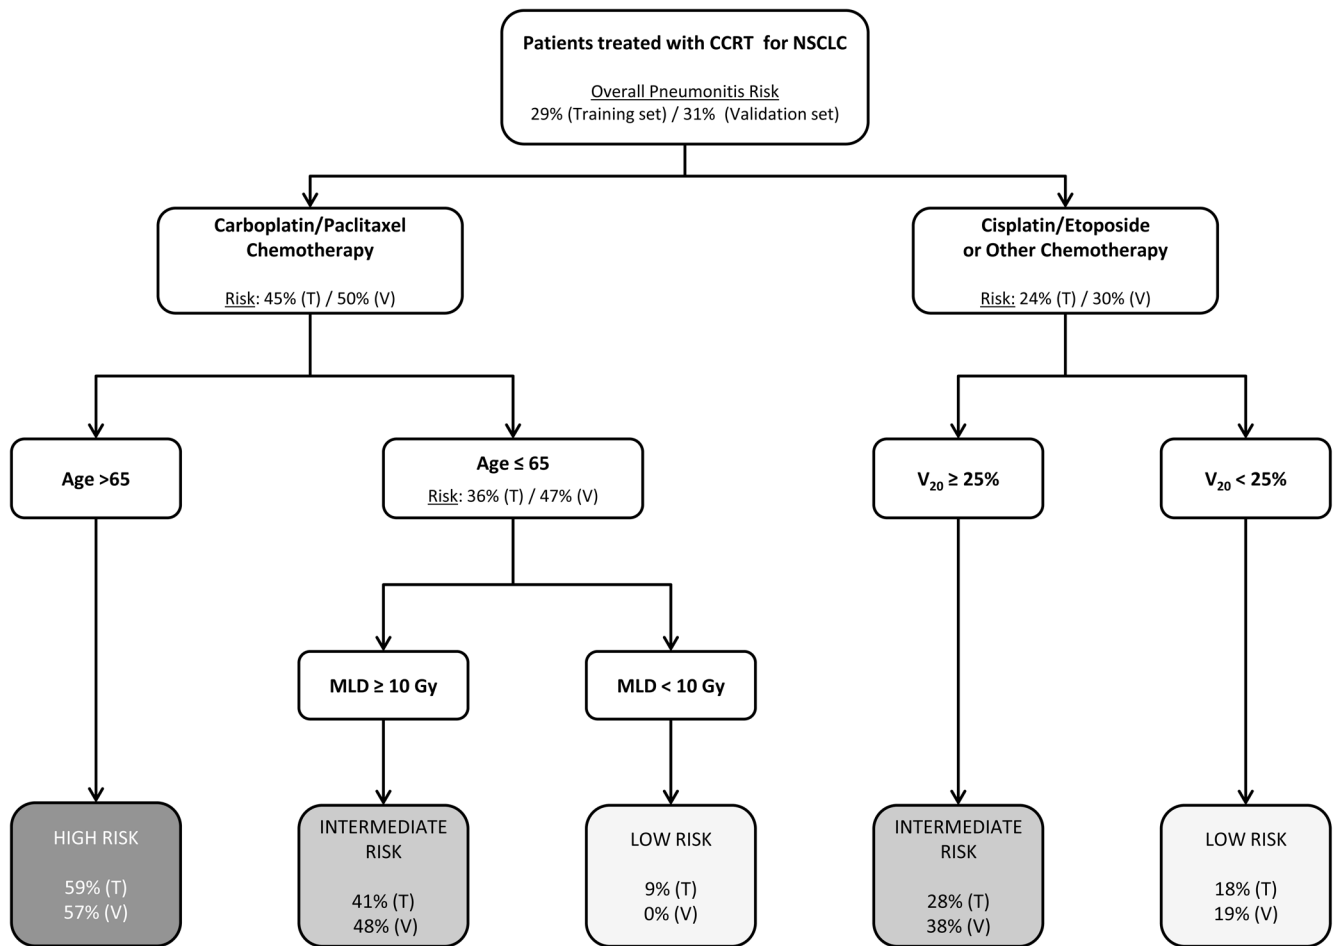 Patients treated with CCRT for NSCLC
Overall Pneumonitis Risk
29% (Training set) / 31% (Validation set)
Carboplatin/Paclitaxel
Chemotherapy
Risk: 45% (T) / 50% (V)
Cisplatin/Etoposide
or Other Chemotherapy
Risk: 24% (T) / 30% (V)
Age >65
Age ≤ 65
Risk: 36% (T) / 47% (V)
V20 ≥ 25%
V20 < 25%
MLD ≥ 10 Gy
MLD < 10 Gy
HIGH RISK
59% (T)
57% (V)
INTERMEDIATE
RISK
41% (T)
48% (V)
LOW RISK
9% (T)
0% (V)
INTERMEDIATE
RISK
28% (T)
38% (V)
LOW RISK
18% (T)
19% (V)